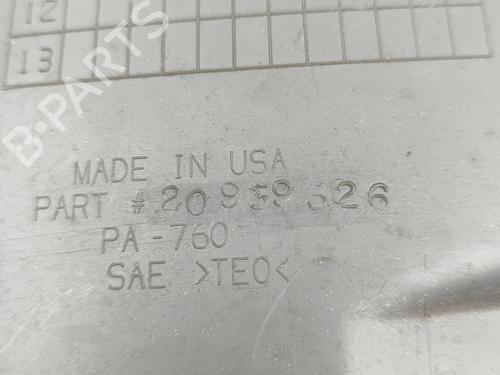 12
13
B-PARTS
MADE IN USA
PART # 20939326
PA-760
SAE >TEO<